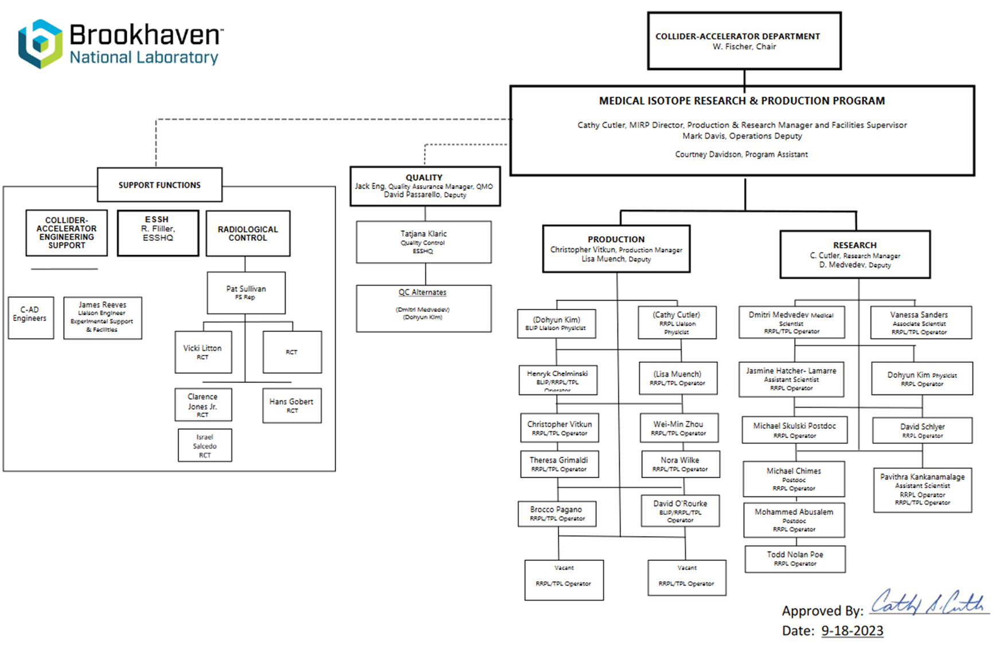 Brookhaven™
National Laboratory
COLLIDER-ACCELERATOR DEPARTMENT
W. Fischer, Chair
MEDICAL ISOTOPE RESEARCH & PRODUCTION PROGRAM
Cathy Cutler, MIRP Director, Production & Research Manager and Facilities Supervisor
Mark Davis, Operations Deputy
Courtney Davidson, Program Assistant
SUPPORT FUNCTIONS
COLLIDER-
ACCELERATOR
ENGINEERING
SUPPORT
ESSH
R. Fliller,
ESSHQ
RADIOLOGICAL
CONTROL
C-AD
Engineers
James Reeves
Liaison Engineer
Experimental Support
& Facilities
Pat Sullivan
FS Rep
Vicki Litton
RCT
RCT
Clarence
Jones Jr.
RCT
Hans Gobert
RCT
Israel
Salcedo
RCT
QUALITY
Jack Eng, Quality Assurance Manager, QMO
David Passarello, Deputy
Tatjana Klaric
Quality Control
ESSHQ
QC Alternates
(Dmitri Medvedev)
(Dohyun Kim)
PRODUCTION
Christopher Vitkun, Production Manager
Lisa Muench, Deputy
(Dohyun Kim)
BLIP Liaison Physicist
(Cathy Cutler)
RRPL Liaison
Physicist
Henryk Chelminski
BLIP/RRPL/TPL
Operator
(Lisa Muench)
RRPL/TPL Operator
Christopher Vitkun
RRPL/TPL Operator
Wei-Min Zhou
RRPL/TPL Operator
Theresa Grimaldi
RRPL/TPL Operator
Nora Wilke
RRPL/TPL Operator
Brocco Pagano
RRPL/TPL Operator
David O'Rourke
BLIP/RRPL/TPL
Operator
Vacant
RRPL/TPL Operator
Vacant
RRPL/TPL Operator
RESEARCH
C. Cutler, Research Manager
D. Medvedev, Deputy
Dmitri Medvedev Medical
Scientist
RRPL/TPL Operator
Vanessa Sanders
Associate Scientist
RRPL/TPL Operator
Jasmine Hatcher- Lamarre
Assistant Scientist
RRPL Operator
Dohyun Kim Physicist
RRPL Operator
Michael Skulski Postdoc
RRPL Operator
David Schlyer
RRPL Operator
Michael Chimes
Postdoc
RRPL Operator
Pavithra Kankanamalage
Assistant Scientist
RRPL Operator
RRPL/TPL Operator
Mohammed Abusalem
Postdoc
RRPL Operator
Todd Nolan Poe
RRPL Operator
Approved By: Cathy S. Cutler
Date: 9-18-2023